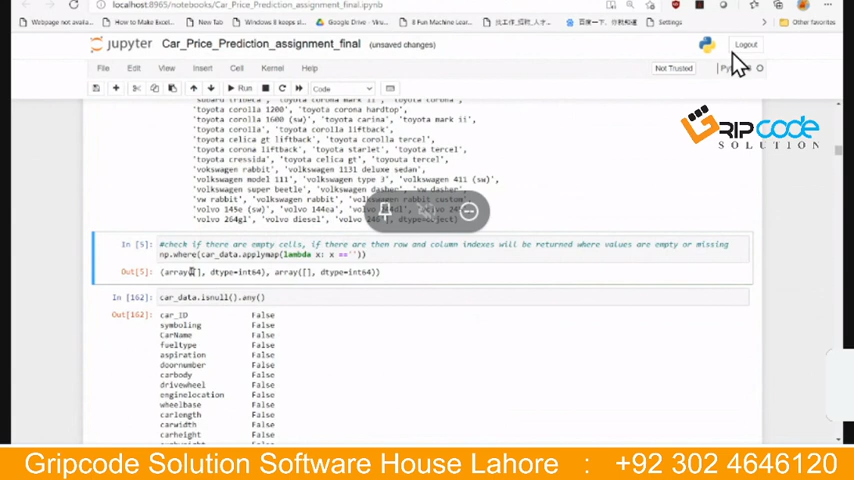 localhost:8965/notebooks/Car_Price_Prediction_assignment_final.ipynb
Webpage not availa...
How to Make Excel...
New Tab
Windows 8 keeps sl...
Google Drive - Viru...
8 Fun Machine Lear...
Settings
Other favorites
jupyter Car_Price_Prediction_assignment_final (unsaved changes)
Logout
File Edit View Insert Cell Kernel Help
Not Trusted
Run
Code
GRIPCODE
SOLUTION
'toyota corolla 1200', 'toyota corona hardtop',
'toyota corolla 1600 (sw)', 'toyota carina', 'toyota mark ii',
'toyota corolla', 'toyota corolla liftback',
'toyota celica gt liftback', 'toyota corolla tercel',
'toyota corona liftback', 'toyota starlet', 'toyota tercel',
'toyota cressida', 'toyota celica gt', 'toyouta tercel',
'vokswagen rabbit', 'volkswagen 1131 deluxe sedan',
'volkswagen model 111', 'volkswagen type 3', 'volkswagen 411 (sw)',
'volkswagen super beetle', 'volkswagen dasher', 'vw dasher',
'vw rabbit', 'volkswagen rabbit', 'volkswagen rabbit custom',
'volvo 145e (sw)', 'volvo 144ea', 'volvo 244dl',
'volvo 264gl', 'volvo diesel',
In [5]: #check if there are empty cells, if there are then row and column indexes will be returned where values are empty or missing
np.where(car_data.applymap(lambda x: x ==''))
Out[5]: (array([], dtype=int64), array([], dtype=int64))
In [162]: car_data.isnull().any()
Out[162]: car_ID False
symboling False
CarName False
fueltype False
aspiration False
doornumber False
carbody False
drivewheel False
enginelocation False
wheelbase False
carlength False
carwidth False
carheight False
Gripcode Solution Software House Lahore : +92 302 4646120